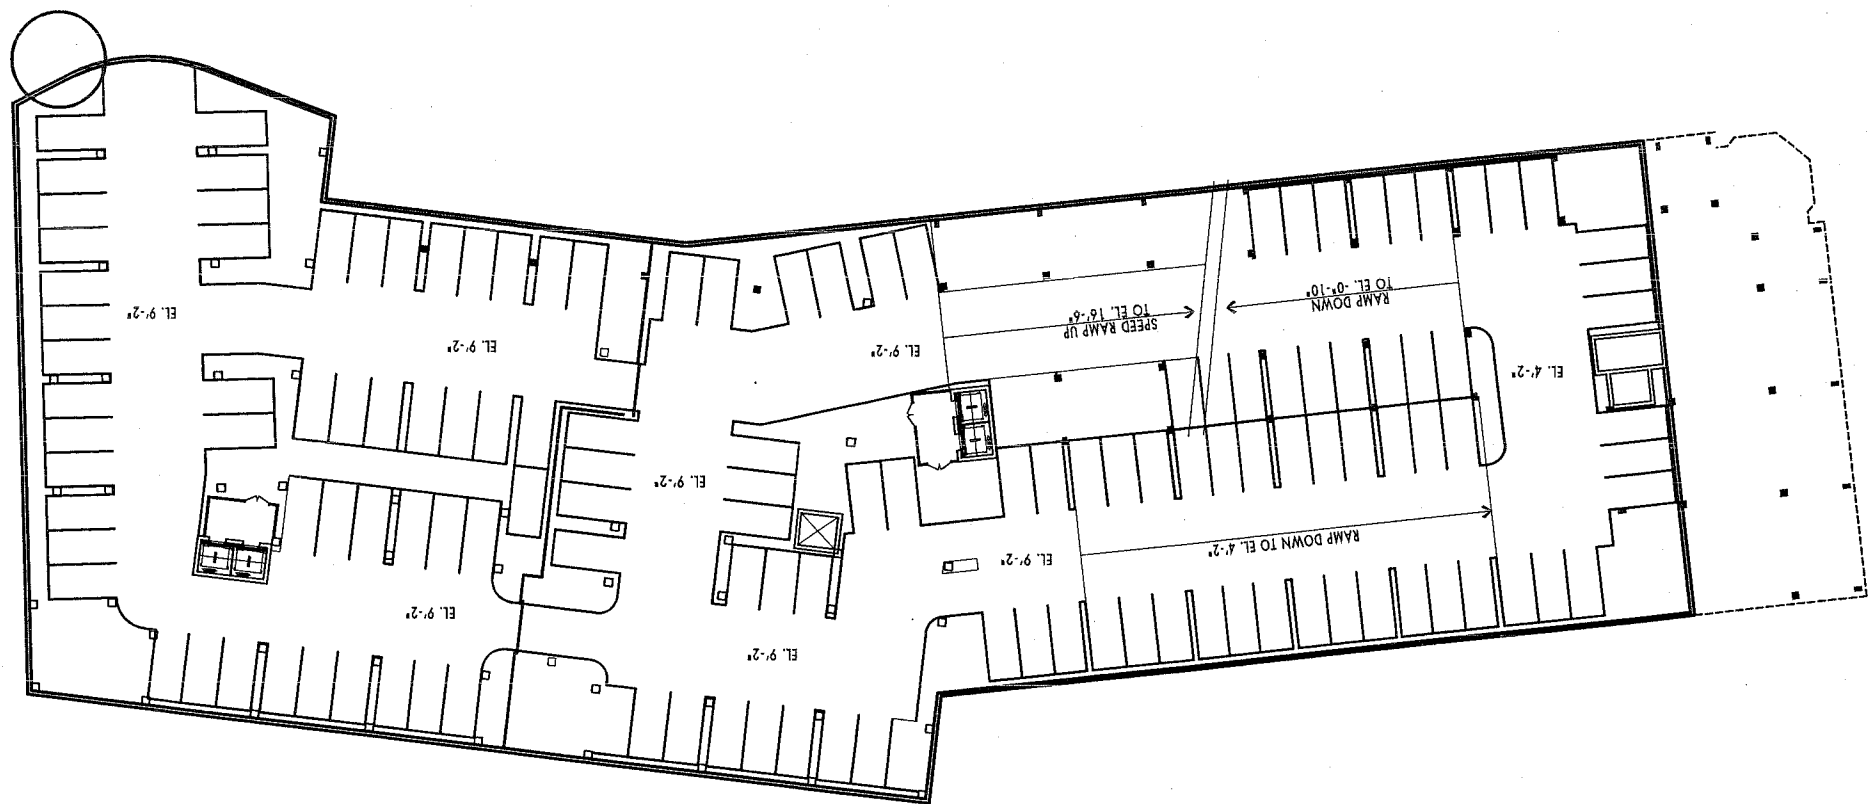 EL. 9'-2"
EL. 9'-2"
EL. 9'-2"
RAMP DOWN TO EL. 4'-2"
EL. 9'-2"
EL. 4'-2"
EL. 9'-2"
EL. 9'-2"
SPEED RAMP UP
TO EL. 16'-6"
RAMP DOWN
TO EL. -0"-10"
EL. 9'-2"